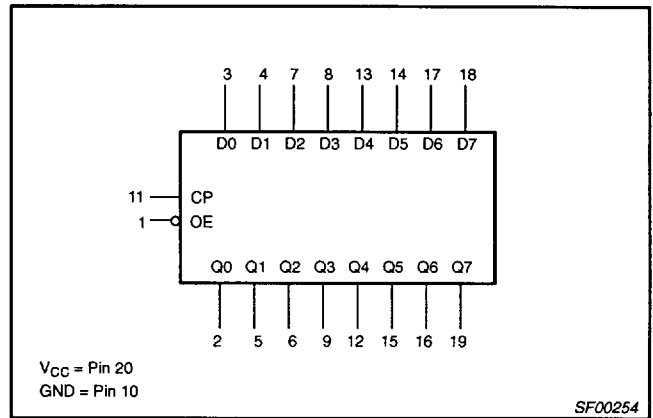 3 4 7 8 13 14 17 18
D0 D1 D2 D3 D4 D5 D6 D7
11 CP
1 OE
Q0 Q1 Q2 Q3 Q4 Q5 Q6 Q7
2 5 6 9 12 15 16 19
VCC = Pin 20
GND = Pin 10
SF00254